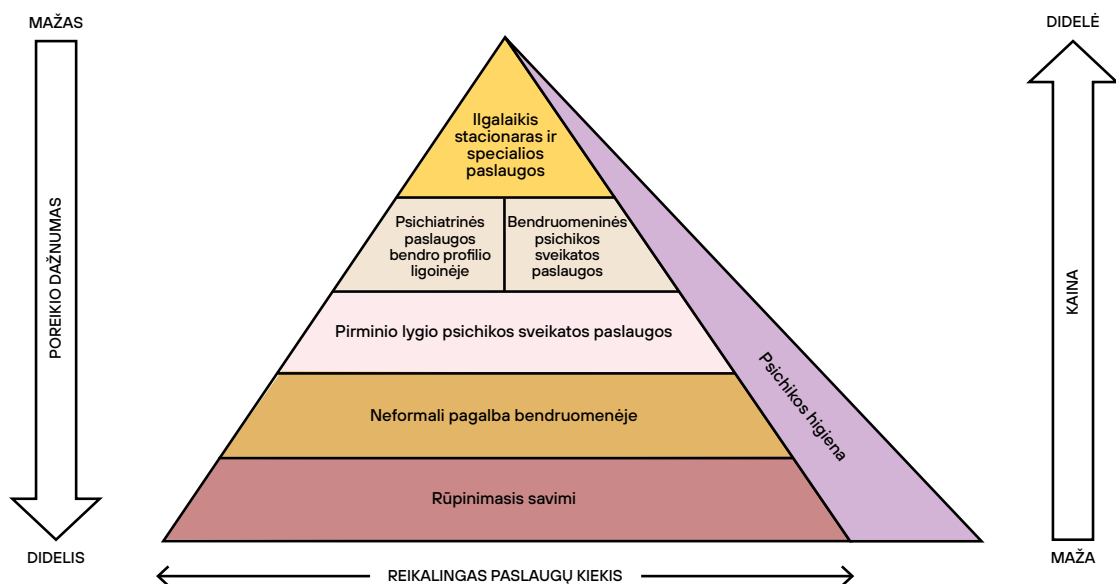 MAŽAS
DIDELĖ
Ilgalaikis
stacionaras ir
specialios
paslaugos
POREIKIO DAŽNUMAS
KAINA
Psichiatrinės
paslaugos
bendro profilio
ligoinėje
Bendruomeninės
psichikos
sveikatos
paslaugos
Pirminio lygio psichikos sveikatos paslaugos
Psichikos higiena
Neformali pagalba bendruomenėje
Rūpinimasis savimi
DIDELIS
MAŽA
REIKALINGAS PASLAUGŲ KIEKIS